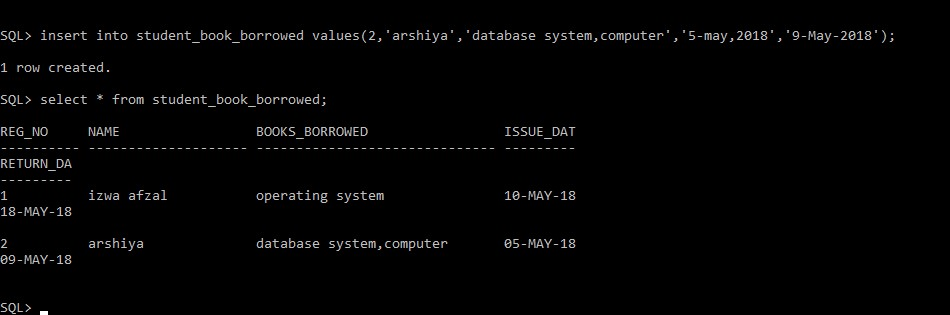 SQL> insert into student_book_borrowed values(2,'arshiya','database system,computer','5-may,2018','9-May-2018');
1 row created.
SQL> select * from student_book_borrowed;
REG_NO     NAME                 BOOKS_BORROWED                 ISSUE_DAT
---------- -------------------- ------------------------------ ---------
RETURN_DA
---------
1          izwa afzal           operating system               10-MAY-18
18-MAY-18
2          arshiya              database system,computer       05-MAY-18
09-MAY-18
SQL>